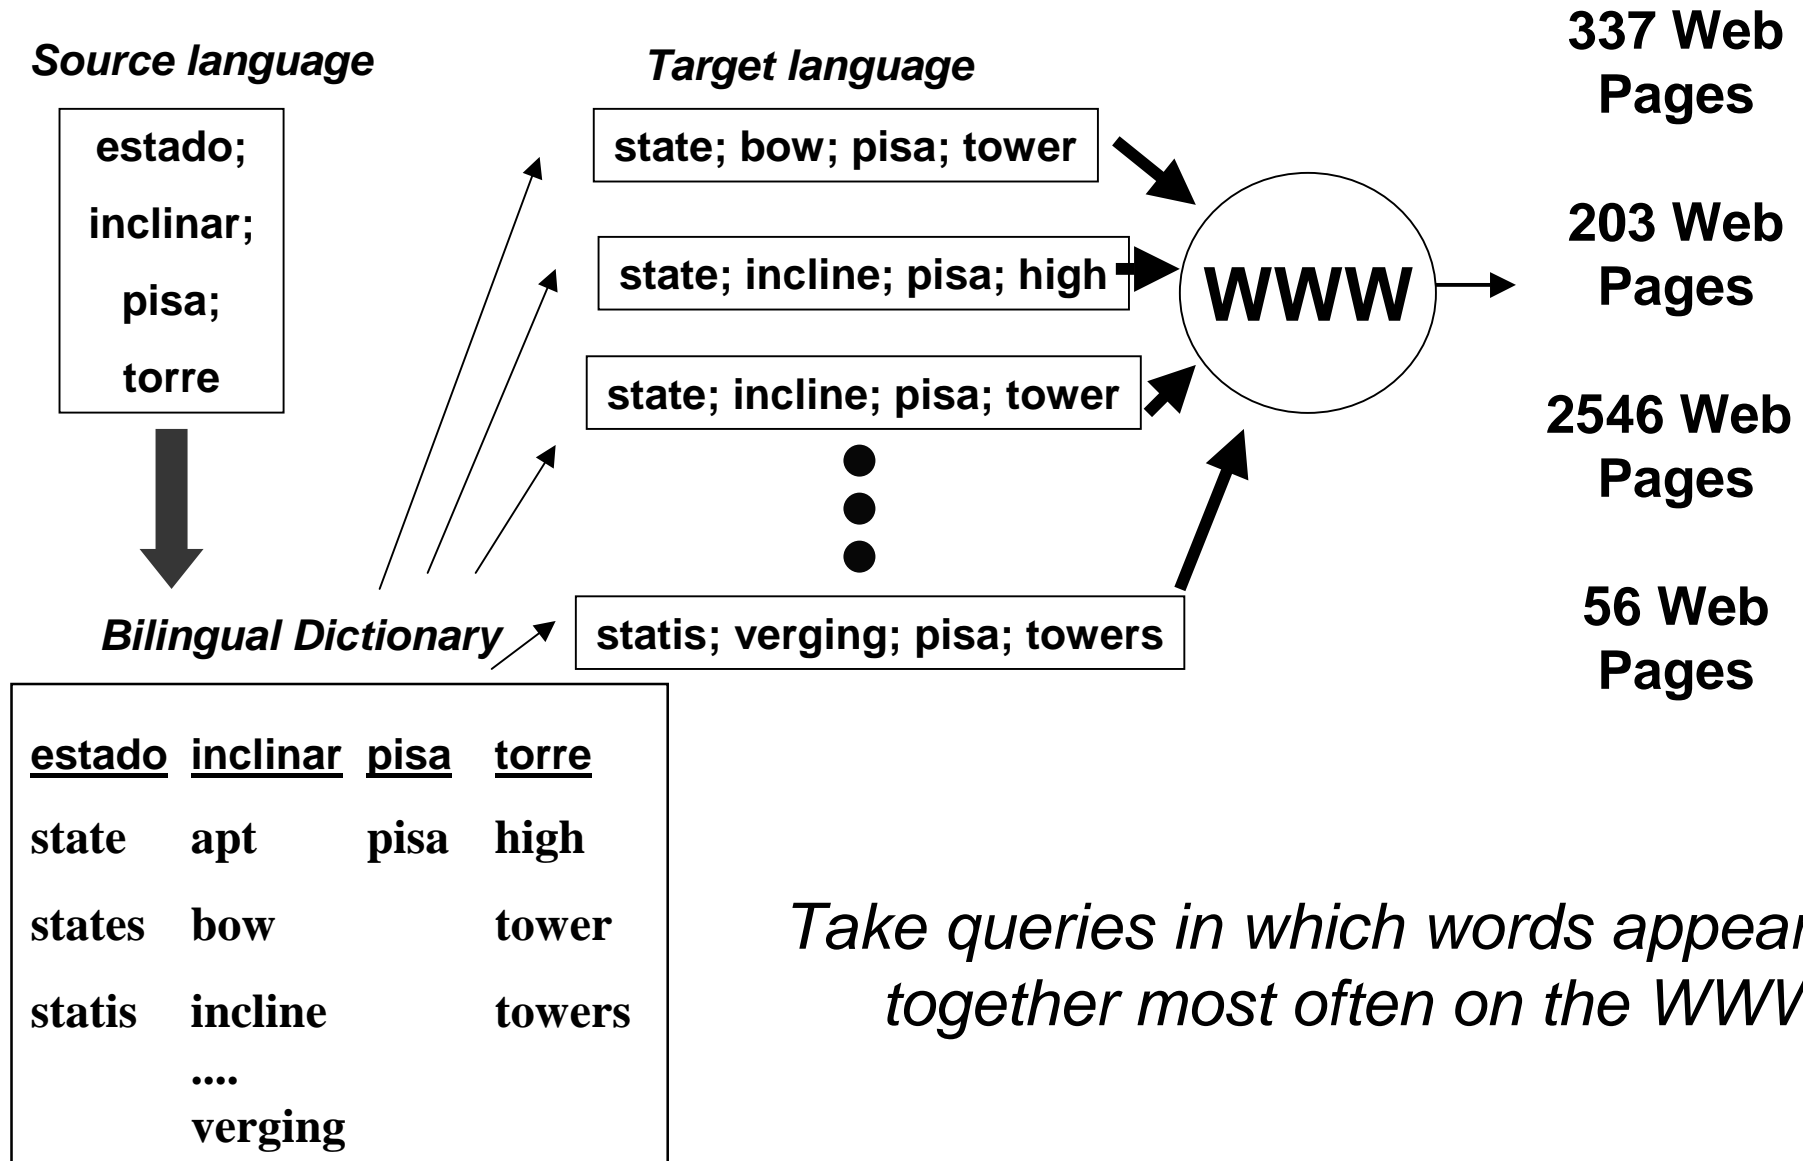 Source language
estado;
inclinar;
pisa;
torre
Target language
state; bow; pisa; tower
state; incline; pisa; high
state; incline; pisa; tower
statis; verging; pisa; towers
WWW
337 Web
Pages
203 Web
Pages
2546 Web
Pages
56 Web
Pages
Bilingual Dictionary
estado inclinar pisa torre
state apt pisa high
states bow tower
statis incline towers
....
verging
Take queries in which words appear
together most often on the WWW